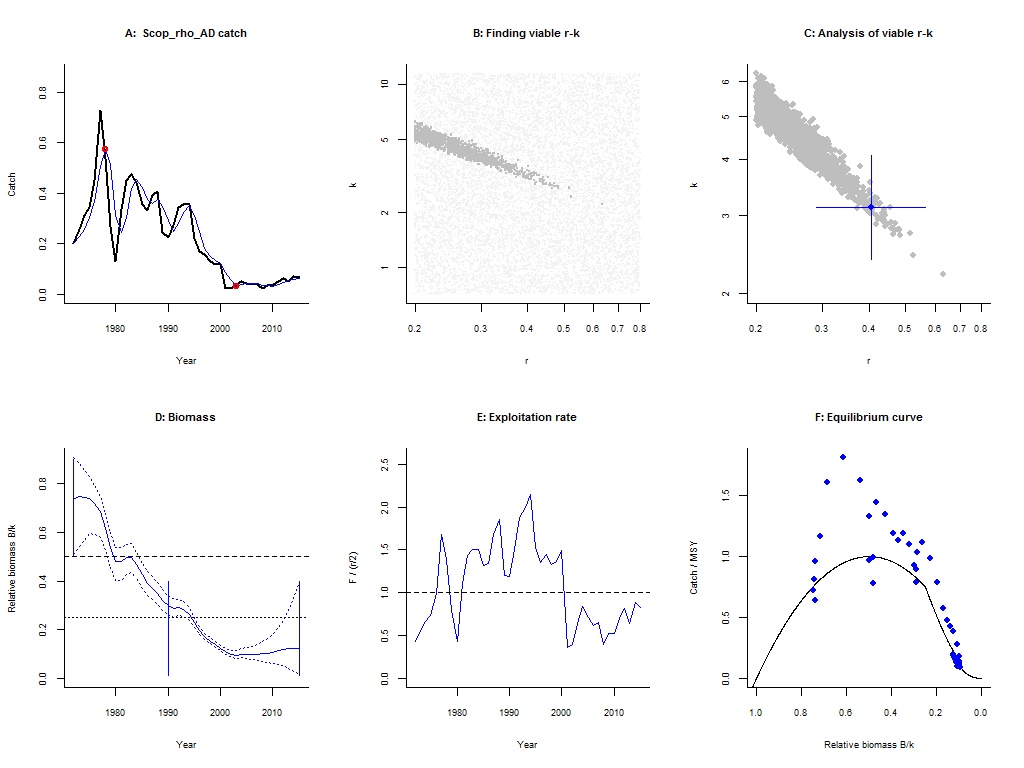 A:  Scop_rho_AD catch
Catch
0.0 0.2 0.4 0.6 0.8
1980 1990 2000 2010
Year
B: Finding viable r-k
k
1 2 5 10
0.2 0.3 0.4 0.5 0.6 0.7 0.8
r
C: Analysis of viable r-k
k
2 3 4 5 6
0.2 0.3 0.4 0.5 0.6 0.7 0.8
r
D: Biomass
Relative biomass B/k
0.0 0.2 0.4 0.6 0.8
1980 1990 2000 2010
Year
E: Exploitation rate
F / (r/2)
0.0 0.5 1.0 1.5 2.0 2.5
1980 1990 2000 2010
Year
F: Equilibrium curve
Catch / MSY
0.0 0.5 1.0 1.5
1.0 0.8 0.6 0.4 0.2 0.0
Relative biomass B/k